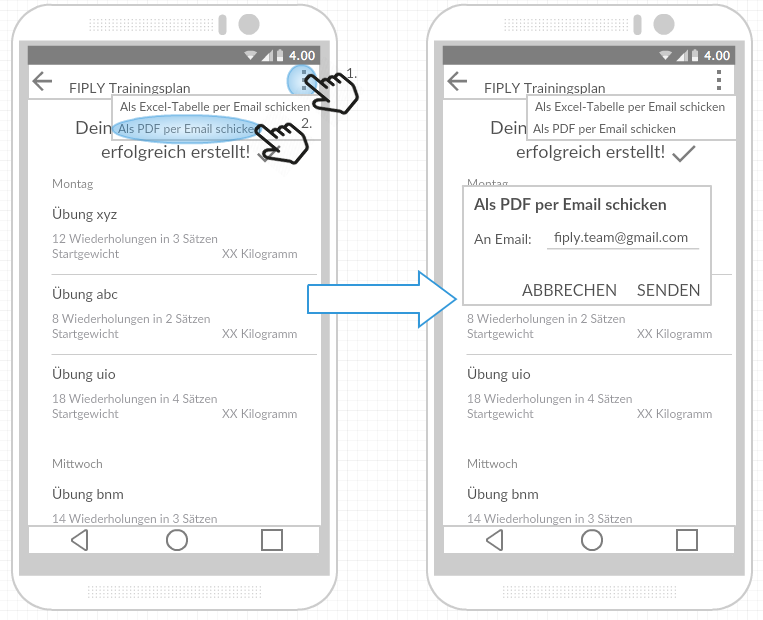 4.00
FIPLY Trainingsplan
1.
Als Excel-Tabelle per Email schicken
Dein
Als PDF per Email schicken
2.
erfolgreich erstellt!
Montag
Übung xyz
12 Wiederholungen in 3 Sätzen
Startgewicht XX Kilogramm
Übung abc
8 Wiederholungen in 2 Sätzen
Startgewicht XX Kilogramm
Übung uio
18 Wiederholungen in 4 Sätzen
Startgewicht XX Kilogramm
Mittwoch
Übung bnm
14 Wiederholungen in 3 Sätzen
4.00
FIPLY Trainingsplan
Als Excel-Tabelle per Email schicken
Dein
Als PDF per Email schicken
erfolgreich erstellt!
Montag
Als PDF per Email schicken
An Email: fiply.team@gmail.com
ABBRECHEN SENDEN
8 Wiederholungen in 2 Sätzen
Startgewicht XX Kilogramm
Übung uio
18 Wiederholungen in 4 Sätzen
Startgewicht XX Kilogramm
Mittwoch
Übung bnm
14 Wiederholungen in 3 Sätzen